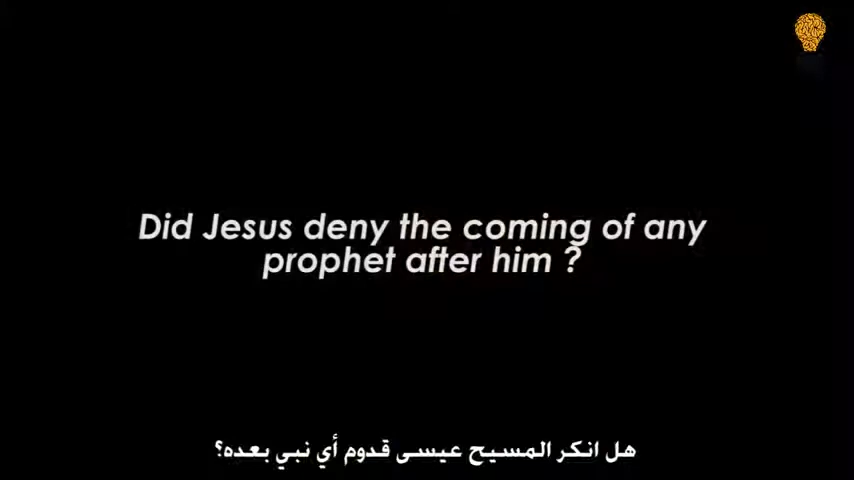 Did Jesus deny the coming of any
prophet after him ?
هل انكر المسيح عيسى قدوم أي نبي بعده؟